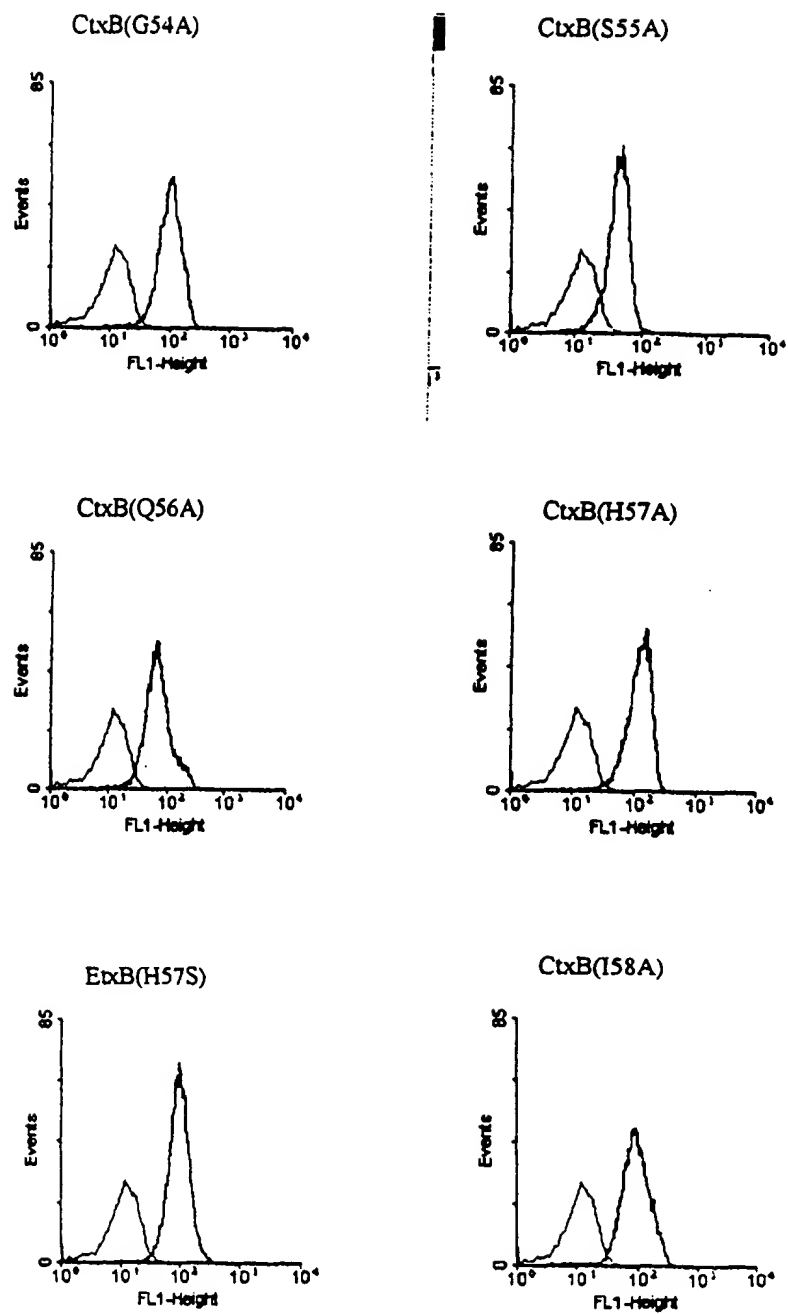 CtxB(G54A)
85
Events
0
10⁰ 10¹ 10² 10³ 10⁴
FL1-Height
CtxB(S55A)
85
Events
0
10⁰ 10¹ 10² 10³ 10⁴
FL1-Height
CtxB(Q56A)
85
Events
0
10⁰ 10¹ 10² 10³ 10⁴
FL1-Height
CtxB(H57A)
85
Events
0
10⁰ 10¹ 10² 10³ 10⁴
FL1-Height
EtxB(H57S)
85
Events
0
10⁰ 10¹ 10² 10³ 10⁴
FL1-Height
CtxB(I58A)
85
Events
0
10⁰ 10¹ 10² 10³ 10⁴
FL1-Height